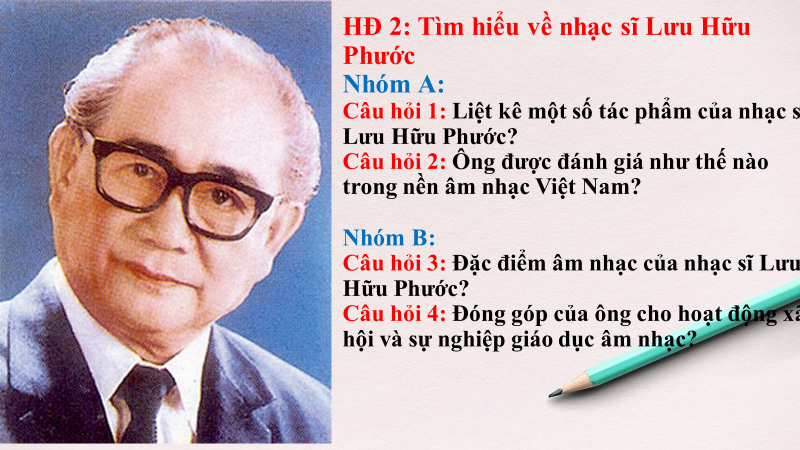 HĐ 2: Tìm hiểu về nhạc sĩ Lưu Hữu
Phước
Nhóm A:
Câu hỏi 1: Liệt kê một số tác phẩm của nhạc s
Lưu Hữu Phước?
Câu hỏi 2: Ông được đánh giá như thế nào
trong nền âm nhạc Việt Nam?
Nhóm B:
Câu hỏi 3: Đặc điểm âm nhạc của nhạc sĩ Lưu
Hữu Phước?
Câu hỏi 4: Đóng góp của ông cho hoạt động xã
hội và sự nghiệp giáo dục âm nhạc?